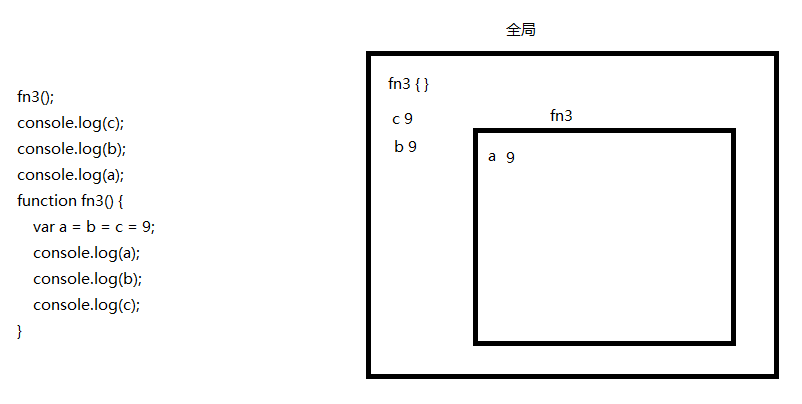 fn3();
console.log(c);
console.log(b);
console.log(a);
function fn3() {
    var a = b = c = 9;
    console.log(a);
    console.log(b);
    console.log(c);
}
全局
fn3 { }
c 9
b 9
fn3
a 9